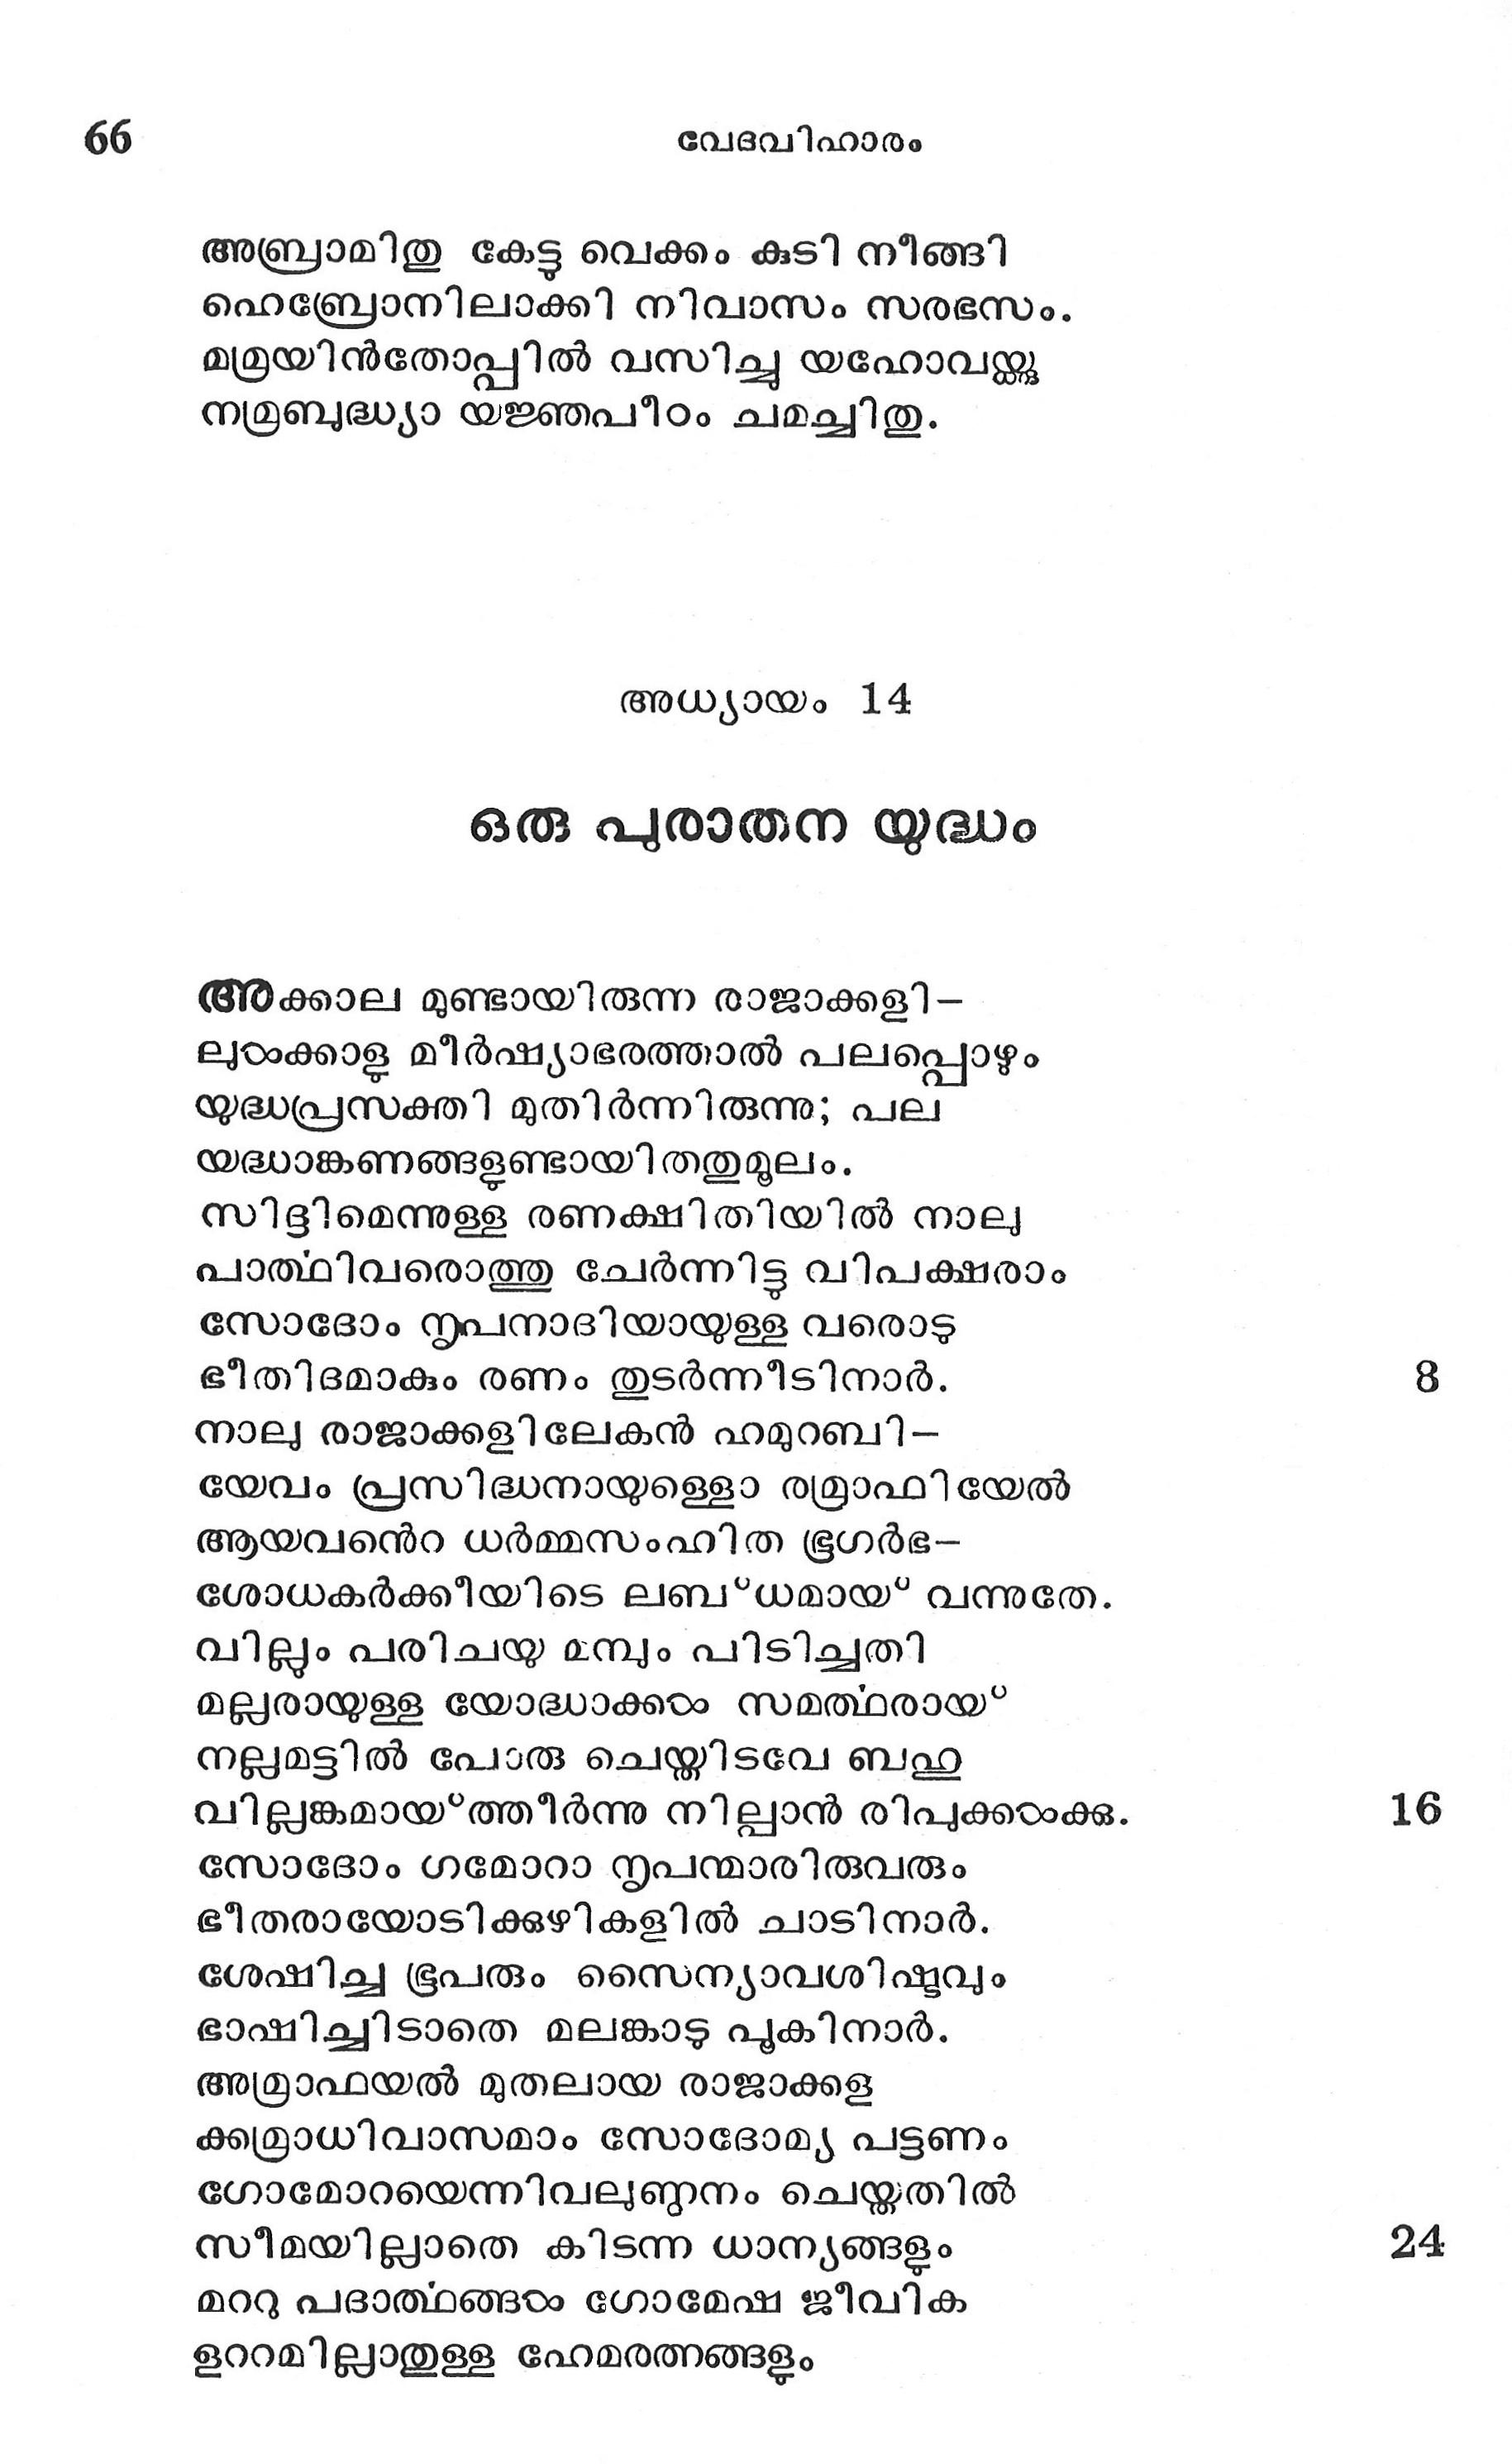 66
വേദവിഹാരം
അബ്രാമിതു കേട്ടു വെക്കം കുടി നീങ്ങി
ഹെബ്രോനിലാക്കി നിവാസം സരഭസം.
മമ്രയിൻതോപ്പിൽ വസിച്ചു യഹോവയ്ക്കു
നമ്രബുദ്ധ്യാ യജ്ഞപീഠം ചമച്ചിതു.
അധ്യായം 14
ഒരു പുരാതന യുദ്ധം
അക്കാല മുണ്ടായിരുന്ന രാജാക്കളി–
ലുൾക്കാളു മീർഷ്യാഭരത്താൽ പലപ്പൊഴും
യുദ്ധപ്രസക്തി മുതിർന്നിരുന്നു; പല
യദ്ധാങ്കണങ്ങളുണ്ടായിതതുമൂലം.
സിദ്ദിമെന്നുള്ള രണക്ഷിതിയിൽ നാലു
പാൎത്ഥിവരൊത്തു ചേർന്നിട്ടു വിപക്ഷരാം
സോദോം നൃപനാദിയായുള്ള വരൊടു
ഭീതിദമാകും രണം തുടർന്നീടിനാർ.
8
നാലു രാജാക്കളിലേകൻ ഹമുറബി–
യേവം പ്രസിദ്ധനായുള്ളൊ രമ്രാഫിയേൽ
ആയവൻെറ ധർമ്മസംഹിത ഭൂഗർഭ–
ശോധകർക്കീയിടെ ലബ്ധമായ് വന്നുതേ.
വില്ലും പരിചയു മമ്പും പിടിച്ചതി
മല്ലരായുള്ള യോദ്ധാക്കൾ സമൎത്ഥരായ്
നല്ലമട്ടിൽ പോരു ചെയ്തിടവേ ബഹു
വില്ലങ്കമായ്ത്തീർന്നു നില്പാൻ രിപുക്കൾക്കു.
16
സോദോം ഗമോറാ നൃപന്മാരിരുവരും
ഭീതരായോടിക്കുഴികളിൽ ചാടിനാർ.
ശേഷിച്ച ഭൂപരും സൈന്യാവശിഷ്ടവും
ഭാഷിച്ചിടാതെ മലങ്കാടു പൂകിനാർ.
അമ്രാഫയൽ മുതലായ രാജാക്കള
ക്കമ്രാധിവാസമാം സോദോമ്യ പട്ടണം
ഗോമോറയെന്നിവലുണ്ഠനം ചെയ്തതിൽ
സീമയില്ലാതെ കിടന്ന ധാന്യങ്ങളും
24
മററു പദാൎത്ഥങ്ങൾ ഗോമേഷ ജീവിക
ളററമില്ലാതുള്ള ഹേമരത്നങ്ങളും